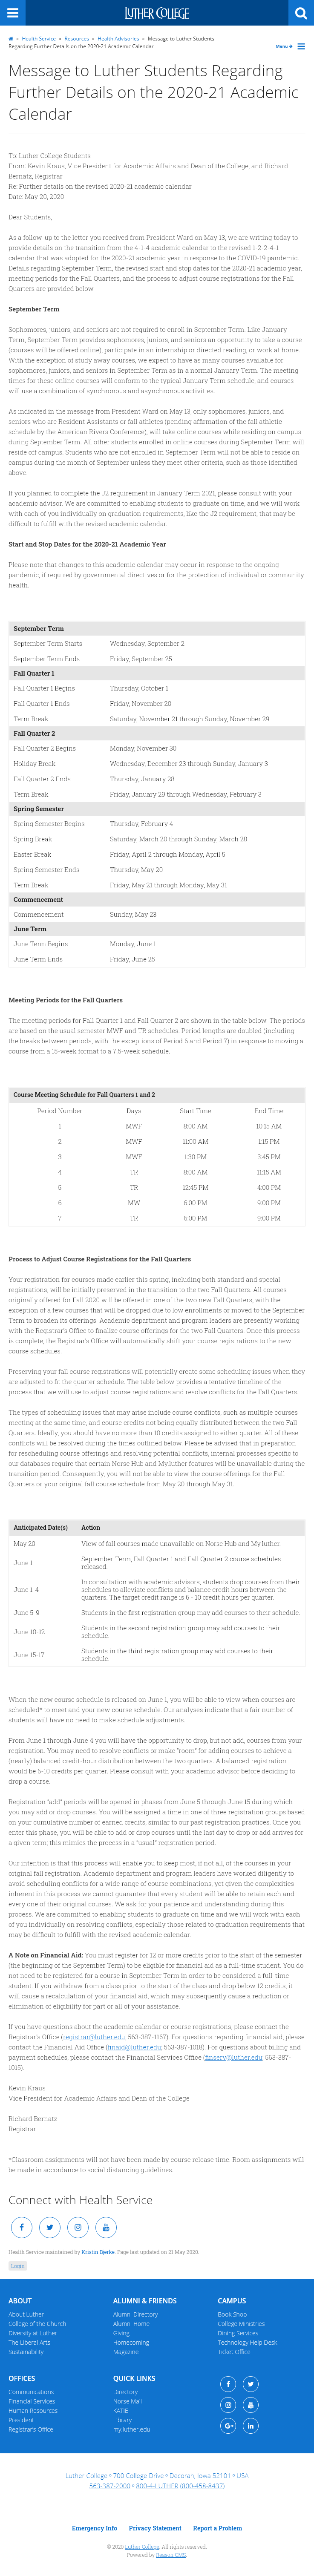 LUTHER COLLEGE
» Health Service » Resources » Health Advisories » Message to Luther Students
Regarding Further Details on the 2020-21 Academic Calendar
Menu
Message to Luther Students Regarding
Further Details on the 2020-21 Academic
Calendar
To: Luther College Students
From: Kevin Kraus, Vice President for Academic Affairs and Dean of the College, and Richard
Bernatz, Registrar
Re: Further details on the revised 2020-21 academic calendar
Date: May 20, 2020
Dear Students,
As a follow-up to the letter you received from President Ward on May 13, we are writing today to
provide details on the transition from the 4-1-4 academic calendar to the revised 1-2-2-4-1
calendar that was adopted for the 2020-21 academic year in response to the COVID-19 pandemic.
Details regarding September Term, the revised start and stop dates for the 2020-21 academic year,
meeting periods for the Fall Quarters, and the process to adjust course registrations for the Fall
Quarters are provided below.
September Term
Sophomores, juniors, and seniors are not required to enroll in September Term. Like January
Term, September Term provides sophomores, juniors, and seniors an opportunity to take a course
(courses will be offered online), participate in an internship or directed reading, or work at home.
With the exception of study away courses, we expect to have as many courses available for
sophomores, juniors, and seniors in September Term as in a normal January Term. The meeting
times for these online courses will conform to the typical January Term schedule, and courses
will use a combination of synchronous and asynchronous activities.
As indicated in the message from President Ward on May 13, only sophomores, juniors, and
seniors who are Resident Assistants or fall athletes (pending affirmation of the fall athletic
schedule by the American Rivers Conference), will take online courses while residing on campus
during September Term. All other students enrolled in online courses during September Term will
reside off campus. Students who are not enrolled in September Term will not be able to reside on
campus during the month of September unless they meet other criteria, such as those identified
above.
If you planned to complete the J2 requirement in January Term 2021, please consult with your
academic advisor. We are committed to enabling students to graduate on time, and we will work
with each individual on graduation requirements, like the J2 requirement, that may be
difficult to fulfill with the revised academic calendar.
Start and Stop Dates for the 2020-21 Academic Year
Please note that changes to this academic calendar may occur in response to the ongoing
pandemic, if required by governmental directives or for the protection of all individual or community
health.
September Term
September Term Starts Wednesday, September 2
September Term Ends Friday, September 25
Fall Quarter 1
Fall Quarter 1 Begins Thursday, October 1
Fall Quarter 1 Ends Friday, November 20
Term Break Saturday, November 21 through Sunday, November 29
Fall Quarter 2
Fall Quarter 2 Begins Monday, November 30
Holiday Break Wednesday, December 23 through Sunday, January 3
Fall Quarter 2 Ends Thursday, January 28
Term Break Friday, January 29 through Wednesday, February 3
Spring Semester
Spring Semester Begins Thursday, February 4
Spring Break Saturday, March 20 through Sunday, March 28
Easter Break Friday, April 2 through Monday, April 5
Spring Semester Ends Thursday, May 20
Term Break Friday, May 21 through Monday, May 31
Commencement
Commencement Sunday, May 23
June Term
June Term Begins Monday, June 1
June Term Ends Friday, June 25
Meeting Periods for the Fall Quarters
The meeting periods for Fall Quarter 1 and Fall Quarter 2 are shown in the table below. The periods
are based on the usual semester MWF and TR schedules. Period lengths are doubled (including
the breaks between periods, with the exceptions of Period 6 and Period 7) in response to moving a
course from a 15-week format to a 7.5-week schedule.
Course Meeting Schedule for Fall Quarters 1 and 2
Period Number Days Start Time End Time
1 MWF 8:00 AM 10:15 AM
2 MWF 11:00 AM 1:15 PM
3 MWF 1:30 PM 3:45 PM
4 TR 8:00 AM 11:15 AM
5 TR 12:45 PM 4:00 PM
6 MW 6:00 PM 9:00 PM
7 TR 6:00 PM 9:00 PM
Process to Adjust Course Registrations for the Fall Quarters
Your registration for courses made earlier this spring, including both standard and special
registrations, will be initially preserved in the transition to the two Fall Quarters. All courses
originally offered for Fall 2020 will be offered in one of the two new Fall Quarters, with the
exception of a few courses that will be dropped due to low enrollments or moved to the September
Term to broaden its offerings. Academic department and program leaders are presently working
with the Registrar's Office to finalize course offerings for the two Fall Quarters. Once this process
is complete, the Registrar's Office will automatically shift your course registrations to the new
course schedules.
Preserving your fall course registrations will potentially create some scheduling issues when they
are adjusted to fit the quarter schedule. The table below provides a tentative timeline of the
process that we will use to adjust course registrations and resolve conflicts for the Fall Quarters.
The types of scheduling issues that may arise include courses that conflict because they share the
same time slot, and course credits not being equally distributed between the two Fall
Quarters. Ideally, you should have no more than 10 credits assigned to either quarter. All of these
conflicts will be resolved during the times outlined below. Please be advised that in preparation
for rescheduling course offerings and resolving potential conflicts, internal processes specific to
our databases require that certain Norse Hub and My.luther features will be unavailable during the
transition period. Consequently, you will not be able to view the course offerings for the Fall
Quarters or your original fall course schedule from May 20 through May 31.
Anticipated Date(s) Action
May 20 View of fall courses made unavailable on Norse Hub and My.luther.
June 1 September Term, Fall Quarter 1 and Fall Quarter 2 course schedules
released.
June 1-4 In consultation with academic advisors, students drop courses from their
schedules to alleviate conflicts and balance credit hours between the
quarters. The target credit range is 6 - 10 credit hours per quarter.
June 5-9 Students in the first registration group may add courses to their schedule.
June 10-12 Students in the second registration group may add courses to their
schedule.
June 15-17 Students in the third registration group may add courses to their
schedule.
When the new course schedule is released on June 1, you will be able to view when courses are
scheduled* to meet and your new course schedule. Our analyses indicate that a fair number of
students will have no need to make schedule adjustments.
From June 1 through June 4 you will have the opportunity to drop, but not add, courses from your
registration. You may need to resolve conflicts or make "room" for adding courses to achieve a
(nearly) balanced credit-hour distribution between the two quarters. A balanced registration
would be 6-10 credits per quarter. Please consult with your academic advisor before deciding to
drop a course.
Registration "add" periods will be opened in phases from June 5 through June 15 during which
you may add or drop courses. You will be assigned to a single group in one of these three
registrations based on earned credits, similar to our past registration practices. Once you enter
this phase, you will be able to add or drop courses until the last day to drop or add arrives for a
given term; this mimics the process in a "usual" registration period.
Our intention is that this process will enable you to keep most, if not all, of the courses in your
original fall registration, provided that all courses are available given the new academic
calendar. In spite of our best efforts, given the complexity of course offerings and schedules
inherent in this process we cannot guarantee that every student will be able to retain each and
every one of their original courses. We are committed to maintaining progress to
graduation and enabling students to graduate on time, and we will work with each
of you individually on resolving conflicts, especially involving graduation requirements that may
be difficult to fulfill with the revised academic calendar.
A Note on Financial Aid: You must register for 12 or more credits prior to the start of the semester
(beginning of the September Term) to be eligible for financial aid as a full-time student. You do not
need to be registered for a course in September Term in order to be considered full-time in
advance of the fall quarters. However, if your status changes to less than full-time (whether
it is at the start of the term or due to the cancellation of a class and drop below 12 credits, it
will be cause for reevaluation of your financial aid, which may also cause a reduction or
elimination of eligibility for part or all of your assistance.
If you have questions about these matters or your course registrations, please contact the
Registrar's Office (registrar@luther.edu, 563-387-1167). For questions regarding financial aid, please
contact the Financial Aid Office (finaid@luther.edu, 563-387-1018). For questions about billing and
payment schedules, please contact the Financial Services Office (finserv@luther.edu, 563-387-
1015).
Kevin Kraus
Vice President for Academic Affairs and Dean of the College
Richard Bernatz
Registrar
*Classroom assignments will not have been made by course release time. Room assignments will
be made in accordance to social distancing guidelines.
Connect with Health Service
Health Service maintained by Kristin Bjerke. Page last updated on 21 May 2020.
Login
ABOUT
About Luther
College of the Church
Diversity at Luther
The Liberal Arts
Sustainability
ALUMNI & FRIENDS
Alumni Directory
Alumni Home
Giving
Homecoming
Magazine
CAMPUS
Book Shop
College Ministries
Dining Services
Technology Help Desk
Ticket Office
OFFICES
Communications
Financial Services
Human Resources
President
Registrar's Office
QUICK LINKS
Directory
Norse Mail
KATIE
Library
my.luther.edu
Luther College • 700 College Drive • Decorah, Iowa 52101 • USA
563-387-2000 • 800-4-LUTHER (800-458-8437)
Emergency Info Privacy Statement Report a Problem
© 2020 Luther College. All rights reserved.
Powered by Reason CMS.